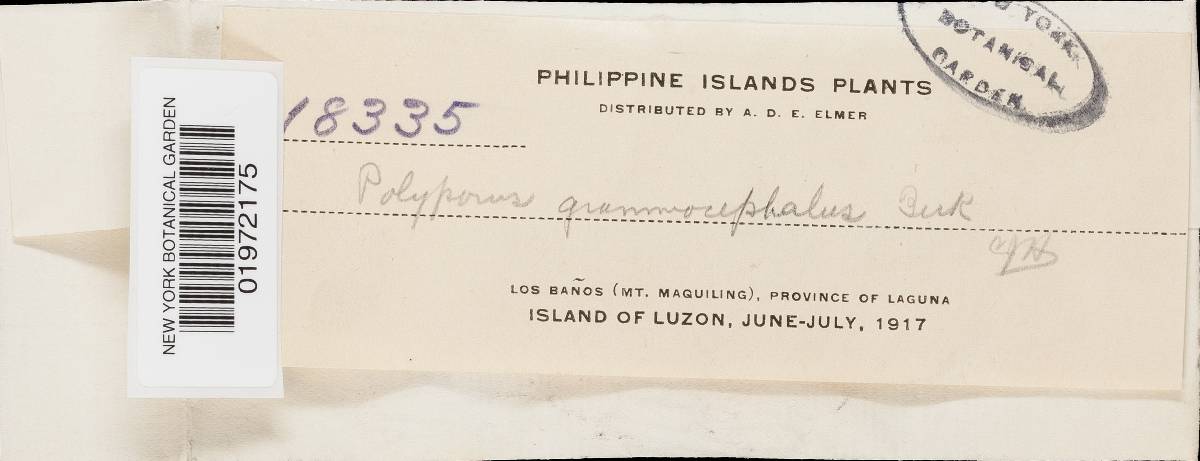 NEW YORK
BOTANICAL
GARDEN
PHILIPPINE ISLANDS PLANTS
DISTRIBUTED BY A. D. E. ELMER
18335
Polyporus grammocephalus Berk
LOS BAÑOS (MT. MAQUILING), PROVINCE OF LAGUNA
ISLAND OF LUZON, JUNE-JULY, 1917
NEW YORK BOTANICAL GARDEN
01972175